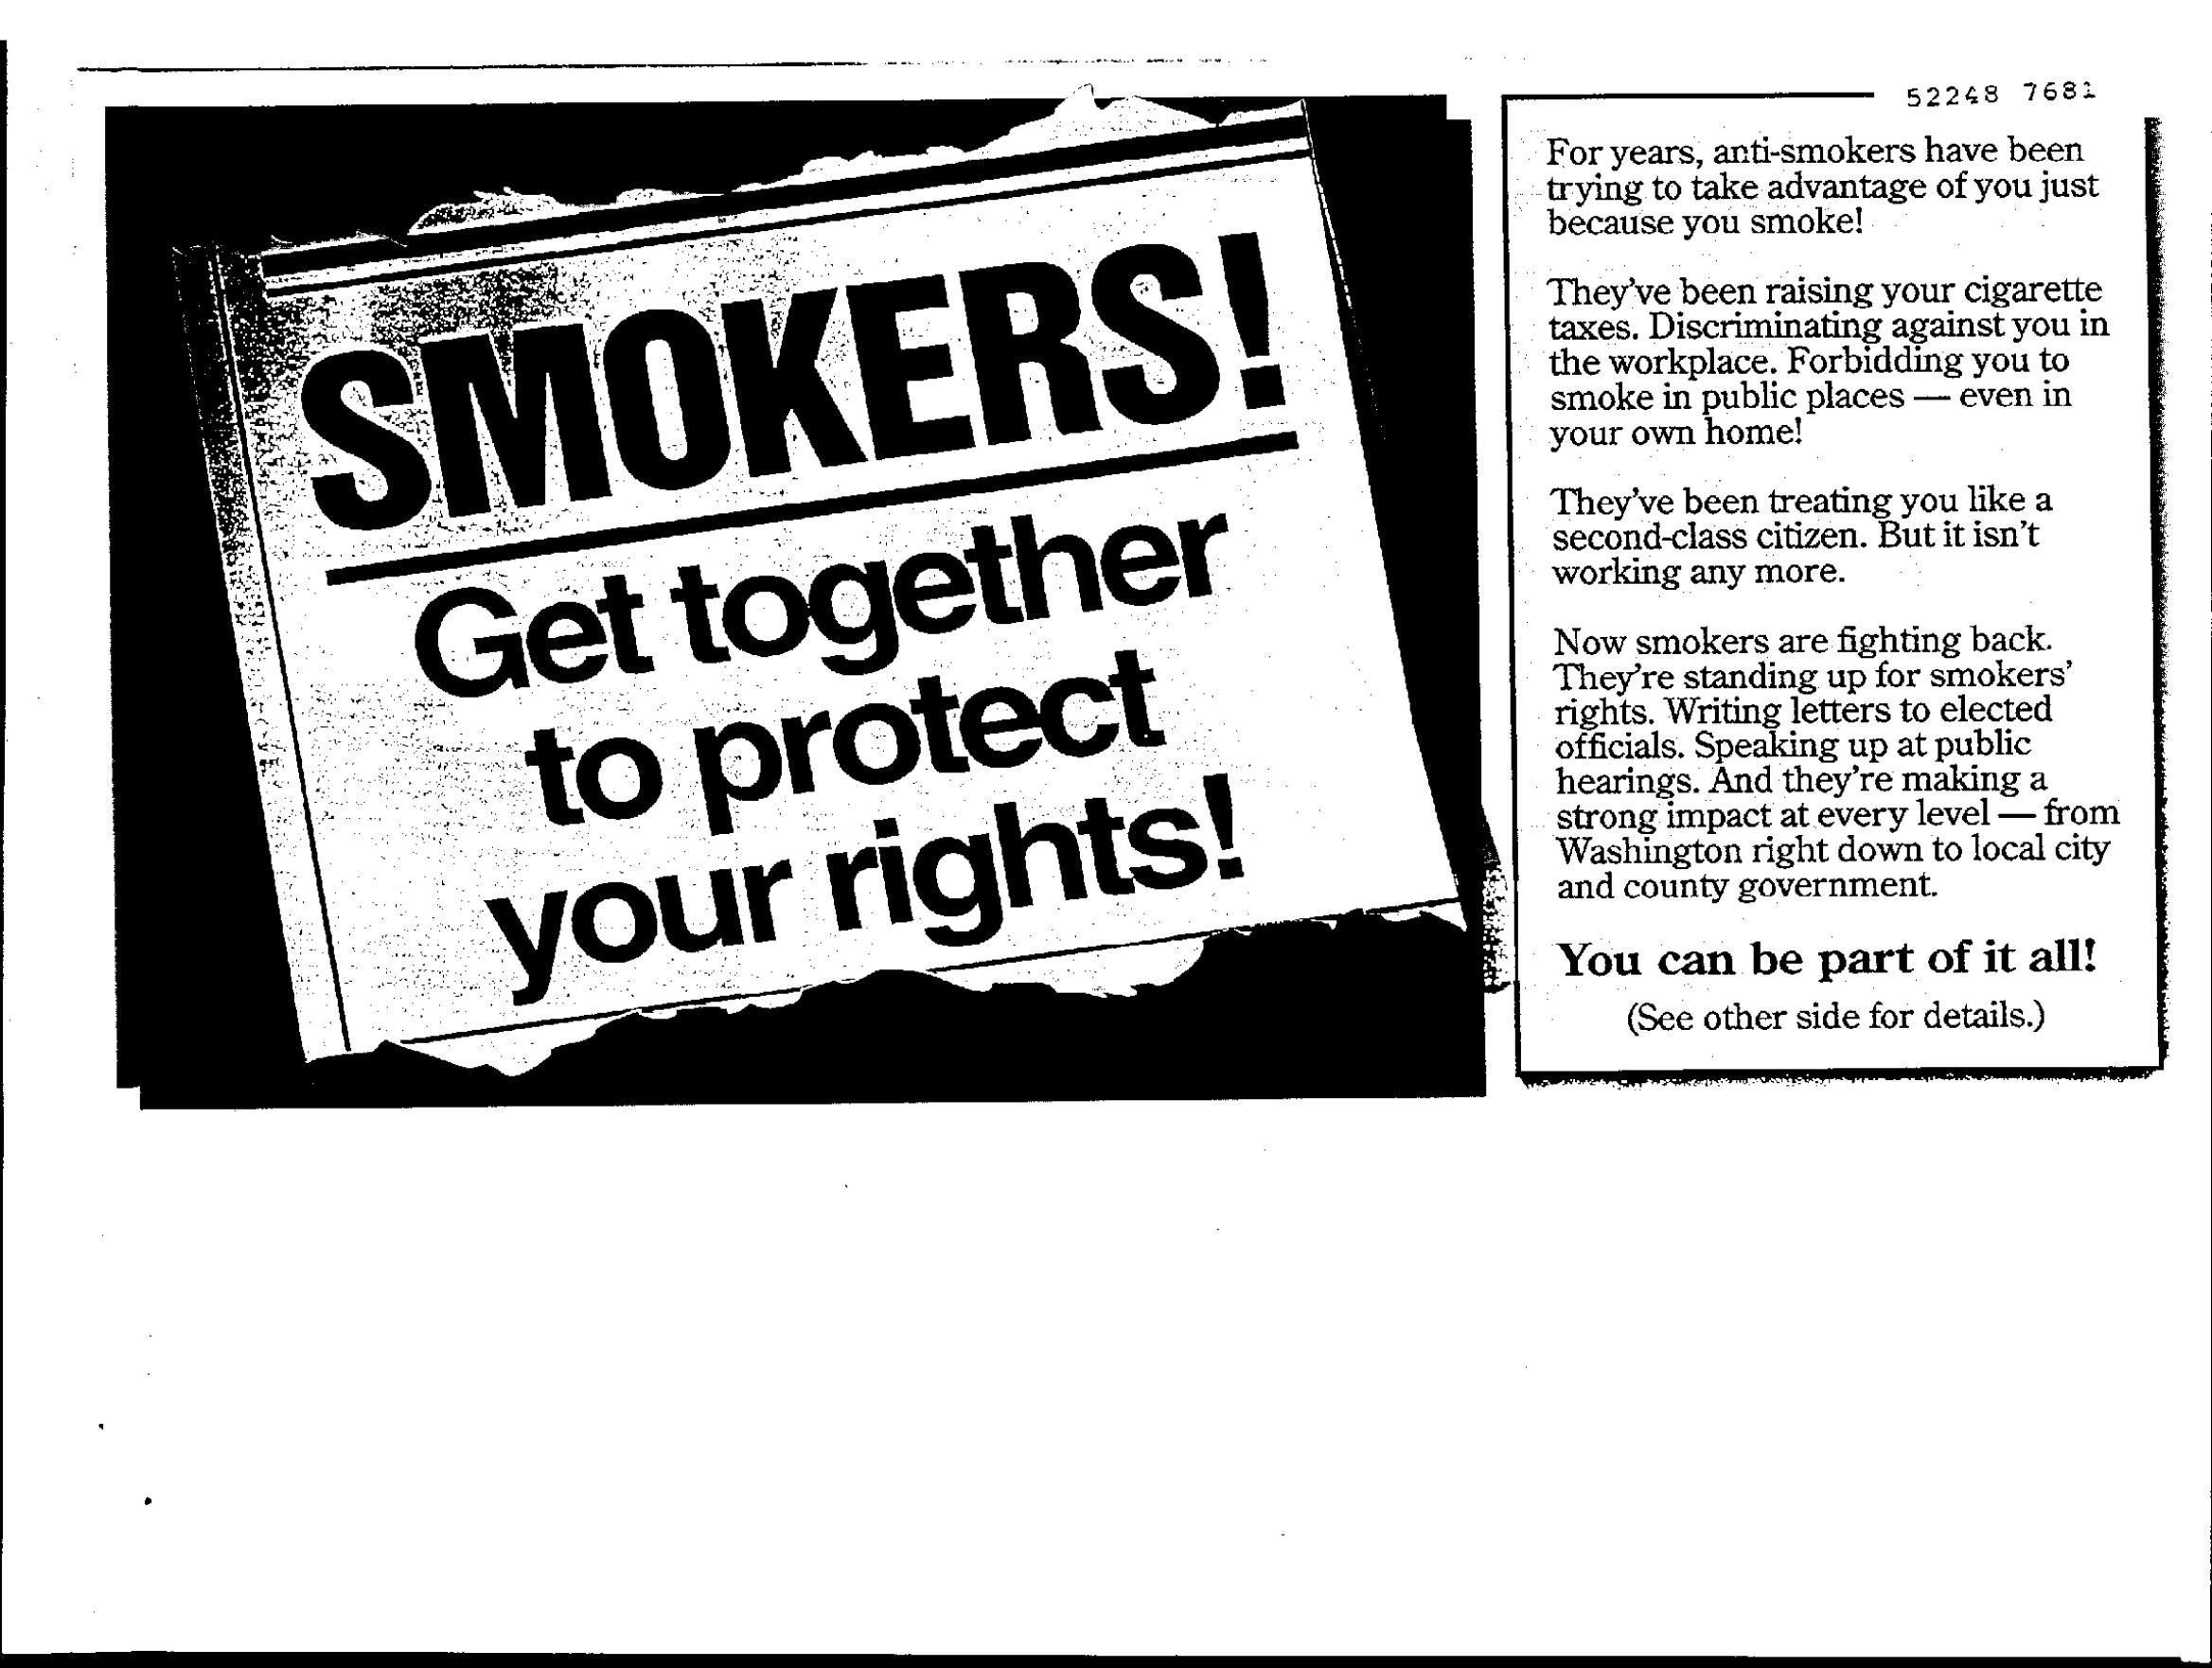 52248 7681
SMOKERS!
Get together
to protect
your rights!
For years, anti-smokers have been
trying to take advantage of you just
because you smoke!
They've been raising your cigarette
taxes. Discriminating against you in
the workplace. Forbidding you to
smoke in public places — even in
your own home!
They've been treating you like a
second-class citizen. But it isn't
working any more.
Now smokers are fighting back.
They're standing up for smokers'
rights. Writing letters to elected
officials. Speaking up at public
hearings. And they're making a
strong impact at every level — from
Washington right down to local city
and county government.
You can be part of it all!
(See other side for details.)